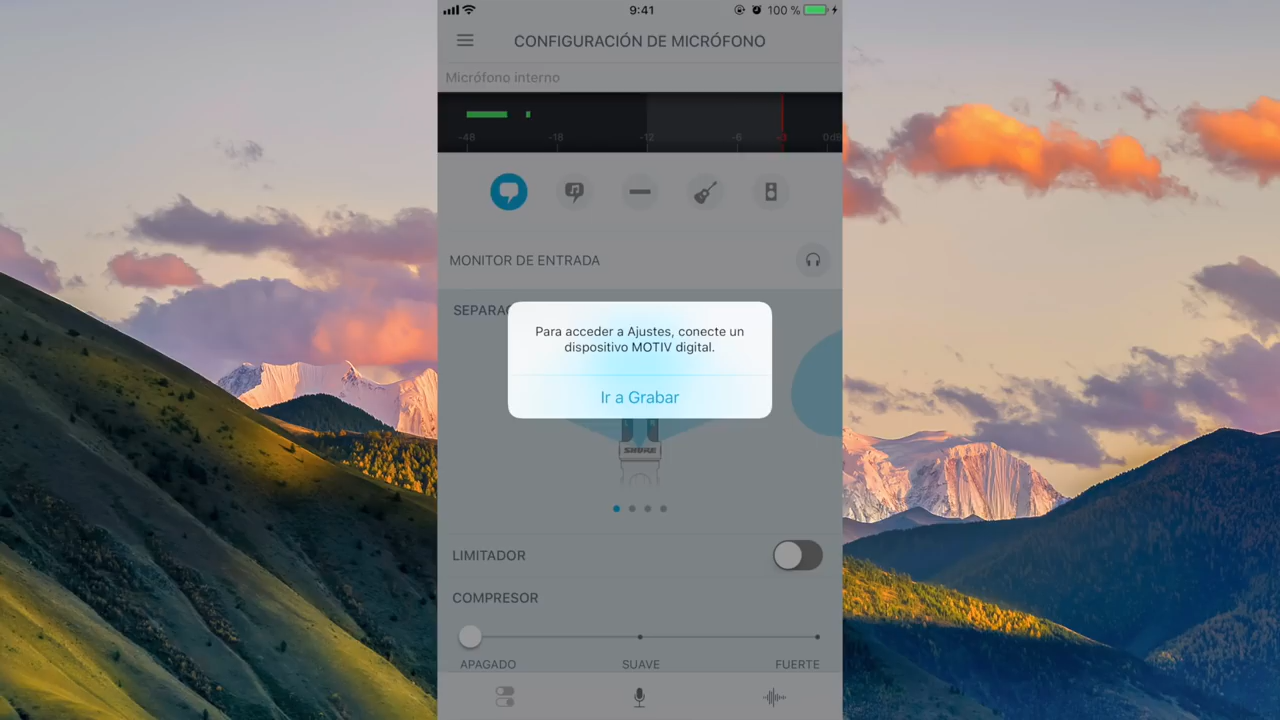 9:41
100 %
CONFIGURACIÓN DE MICRÓFONO
Micrófono interno
-48 -18 -12 -6 -3 0dB
MONITOR DE ENTRADA
Para acceder a Ajustes, conecte un
dispositivo MOTIV digital.
Ir a Grabar
SHURE
LIMITADOR
COMPRESOR
APAGADO SUAVE FUERTE